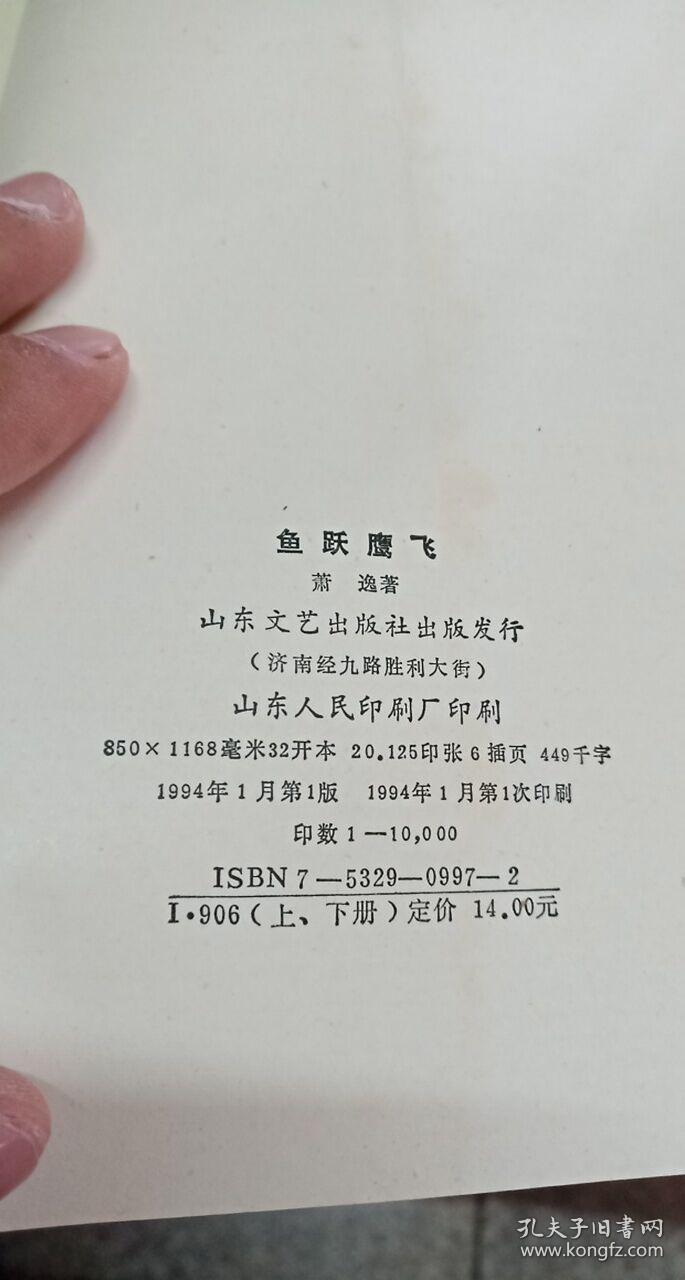 鱼跃鹰飞
萧 逸著
山东文艺出版社出版发行
（济南经九路胜利大街）
山东人民印刷厂印刷
850×1168毫米32开本 20.125印张 6插页 449千字
1994年1月第1版 1994年1月第1次印刷
印数1—10,000
ISBN 7—5329—0997—2
I·906（上、下册）定价 14.00元
孔夫子旧書网
www.kongfz.com